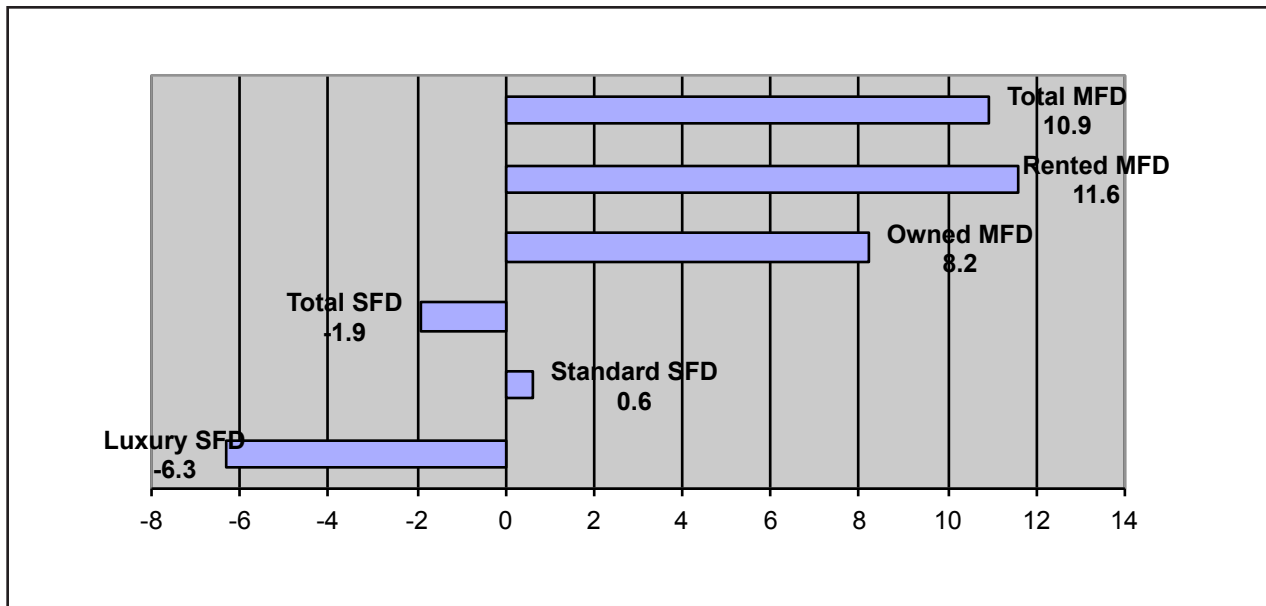 Total MFD
10.9
Rented MFD
11.6
Owned MFD
8.2
Total SFD
-1.9
Standard SFD
0.6
Luxury SFD
-6.3
-8 -6 -4 -2 0 2 4 6 8 10 12 14